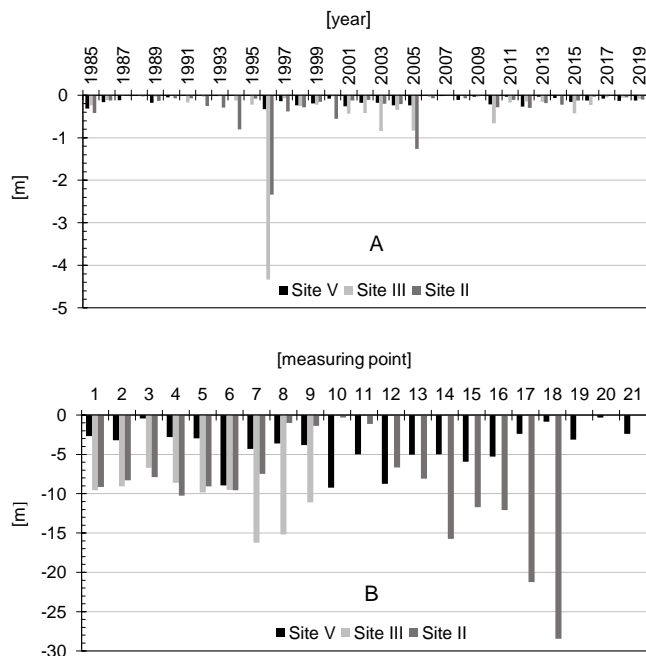 [year]
1985 1987 1989 1991 1993 1995 1997 1999 2001 2003 2005 2007 2009 2011 2013 2015 2017 2019
0
-1
-2
-3
-4
-5
[m]
A
Site V Site III Site II
[measuring point]
1 2 3 4 5 6 7 8 9 10 11 12 13 14 15 16 17 18 19 20 21
0
-5
-10
-15
-20
-25
-30
[m]
B
Site V Site III Site II